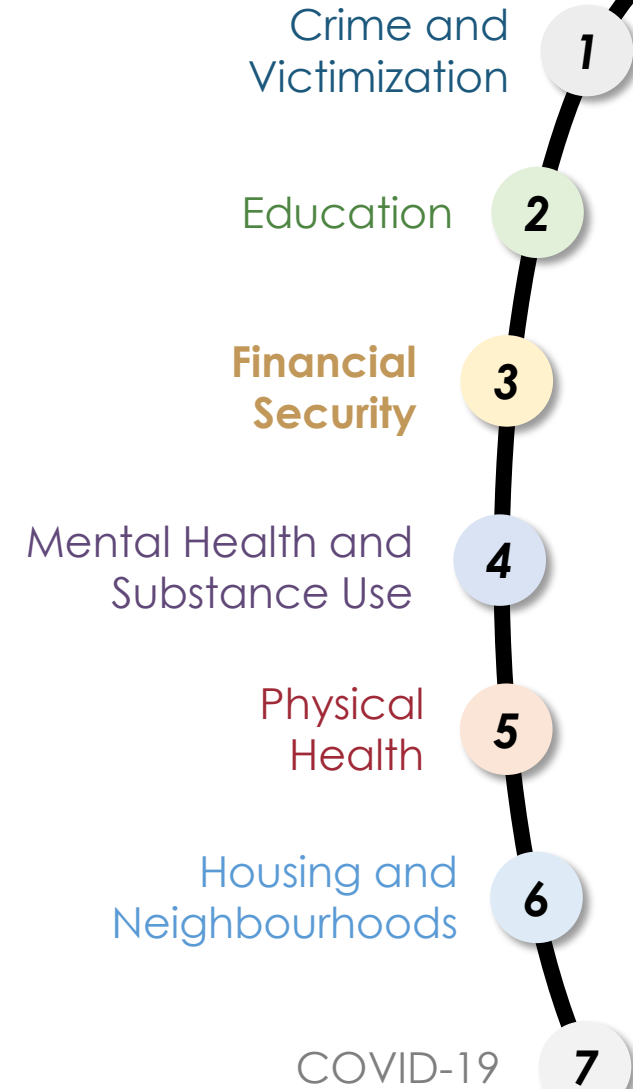 Crime and
Victimization
1
Education
2
Financial
Security
3
Mental Health and
Substance Use
4
Physical
Health
5
Housing and
Neighbourhoods
6
COVID-19
7